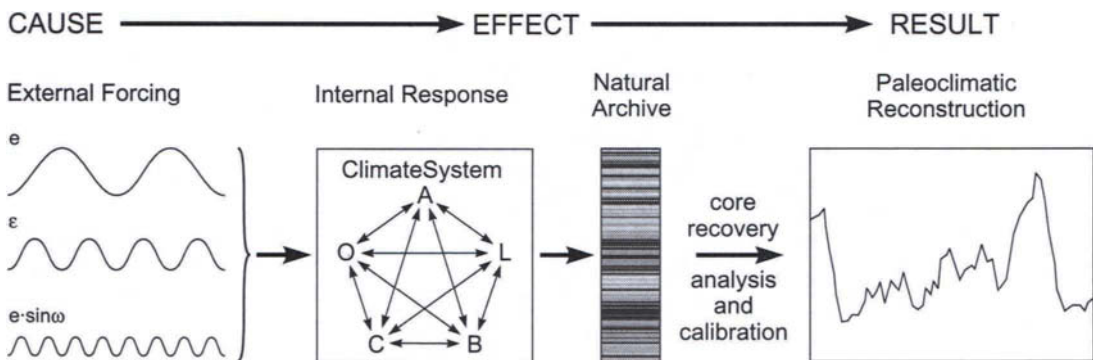 CAUSE EFFECT RESULT
External Forcing
Internal Response
Natural
Archive
Paleoclimatic
Reconstruction
e
ε
e·sinω
ClimateSystem
A
O L
C B
core
recovery
analysis
and
calibration